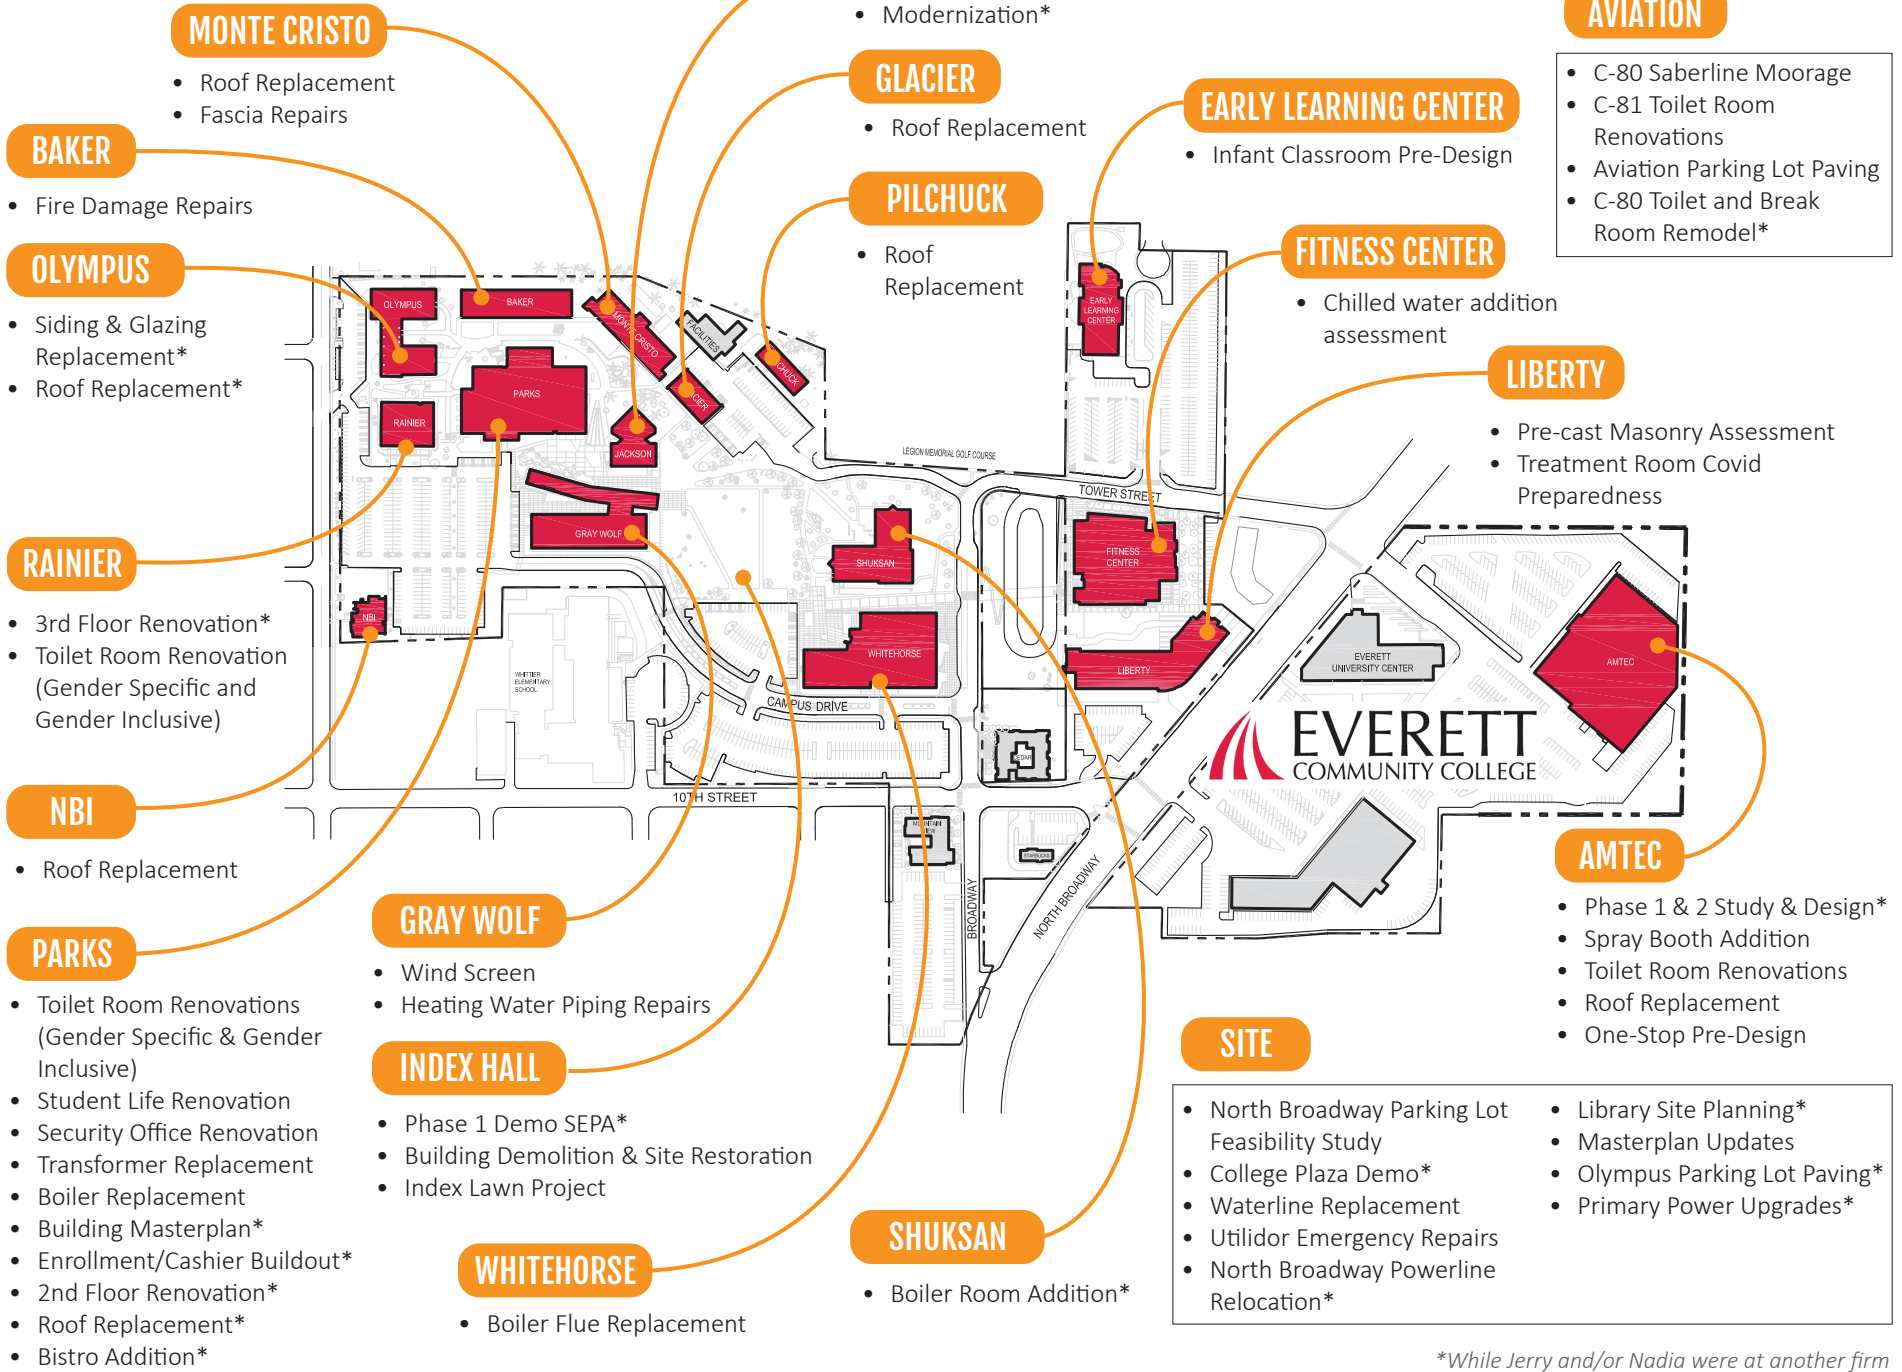 MONTE CRISTO
• Roof Replacement
• Fascia Repairs
• Modernization*
AVIATION
• C-80 Saberline Moorage
• C-81 Toilet Room
Renovations
• Aviation Parking Lot Paving
• C-80 Toilet and Break
Room Remodel*
GLACIER
• Roof Replacement
EARLY LEARNING CENTER
• Infant Classroom Pre-Design
BAKER
• Fire Damage Repairs
PILCHUCK
• Roof
Replacement
FITNESS CENTER
• Chilled water addition
assessment
OLYMPUS
• Siding & Glazing
Replacement*
• Roof Replacement*
LIBERTY
• Pre-cast Masonry Assessment
• Treatment Room Covid
Preparedness
OLYMPUS
BAKER
MONTE CRISTO
FACILITIES
CHUCK
CIER
EARLY
LEARNING
CENTER
PARKS
RAINIER
JACKSON
LEGION MEMORIAL GOLF COURSE
TOWER STREET
GRAY WOLF
SHUKSAN
FITNESS
CENTER
NBI
WHITEHORSE
LIBERTY
EVERETT
UNIVERSITY CENTER
AMTEC
WHITTIER
ELEMENTARY
SCHOOL
CAMPUS DRIVE
CEDAR
EVERETT
COMMUNITY COLLEGE
10TH STREET
MOUNTAIN
VIEW
STARBUCKS
BROADWAY
NORTH BROADWAY
RAINIER
• 3rd Floor Renovation*
• Toilet Room Renovation
(Gender Specific and
Gender Inclusive)
NBI
• Roof Replacement
PARKS
• Toilet Room Renovations
(Gender Specific & Gender
Inclusive)
• Student Life Renovation
• Security Office Renovation
• Transformer Replacement
• Boiler Replacement
• Building Masterplan*
• Enrollment/Cashier Buildout*
• 2nd Floor Renovation*
• Roof Replacement*
• Bistro Addition*
GRAY WOLF
• Wind Screen
• Heating Water Piping Repairs
INDEX HALL
• Phase 1 Demo SEPA*
• Building Demolition & Site Restoration
• Index Lawn Project
WHITEHORSE
• Boiler Flue Replacement
SHUKSAN
• Boiler Room Addition*
AMTEC
• Phase 1 & 2 Study & Design*
• Spray Booth Addition
• Toilet Room Renovations
• Roof Replacement
• One-Stop Pre-Design
SITE
• North Broadway Parking Lot
Feasibility Study
• College Plaza Demo*
• Waterline Replacement
• Utilidor Emergency Repairs
• North Broadway Powerline
Relocation*
• Library Site Planning*
• Masterplan Updates
• Olympus Parking Lot Paving*
• Primary Power Upgrades*
*While Jerry and/or Nadia were at another firm